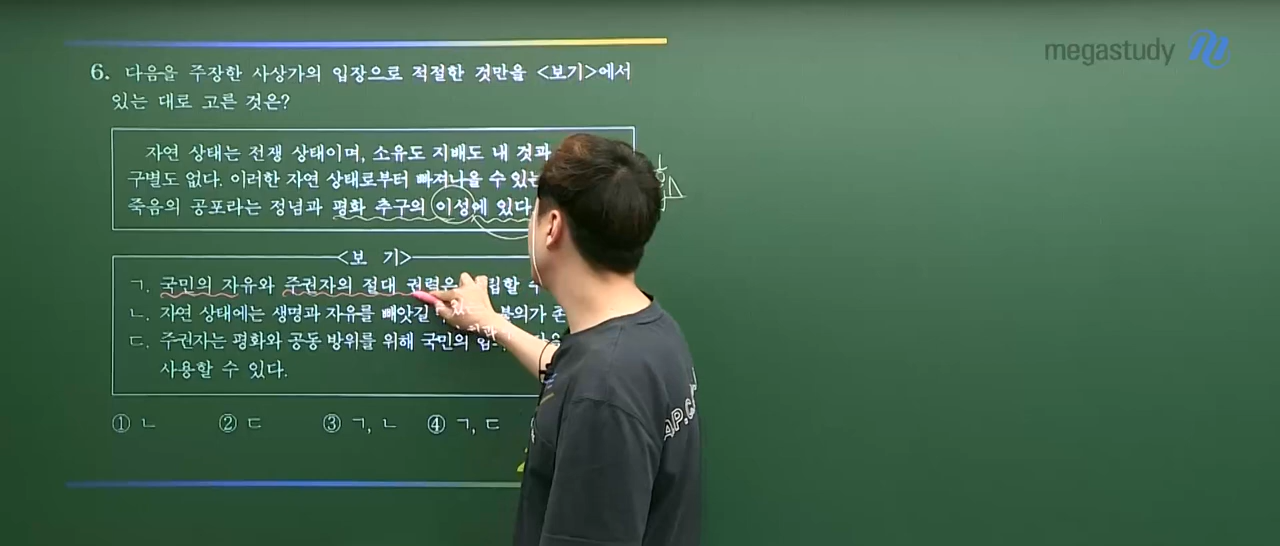 megastudy
6. 다음을 주장한 사상가의 입장으로 적절한 것만을 <보기>에서
있는 대로 고른 것은?
자연 상태는 전쟁 상태이며, 소유도 지배도 내 것과
구별도 없다. 이러한 자연 상태로부터 빠져나올 수 있는
죽음의 공포라는 정념과 평화 추구의 이성에 있다.
<보 기>
ㄱ. 국민의 자유와 주권자의 절대 권력은 립할 수
ㄴ. 자연 상태에는 생명과 자유를 빼앗길 불의가 존
ㄷ. 주권자는 평화와 공동 방위를 위해 국민의
사용할 수 있다.
① ㄴ ② ㄷ ③ ㄱ, ㄴ ④ ㄱ, ㄷ